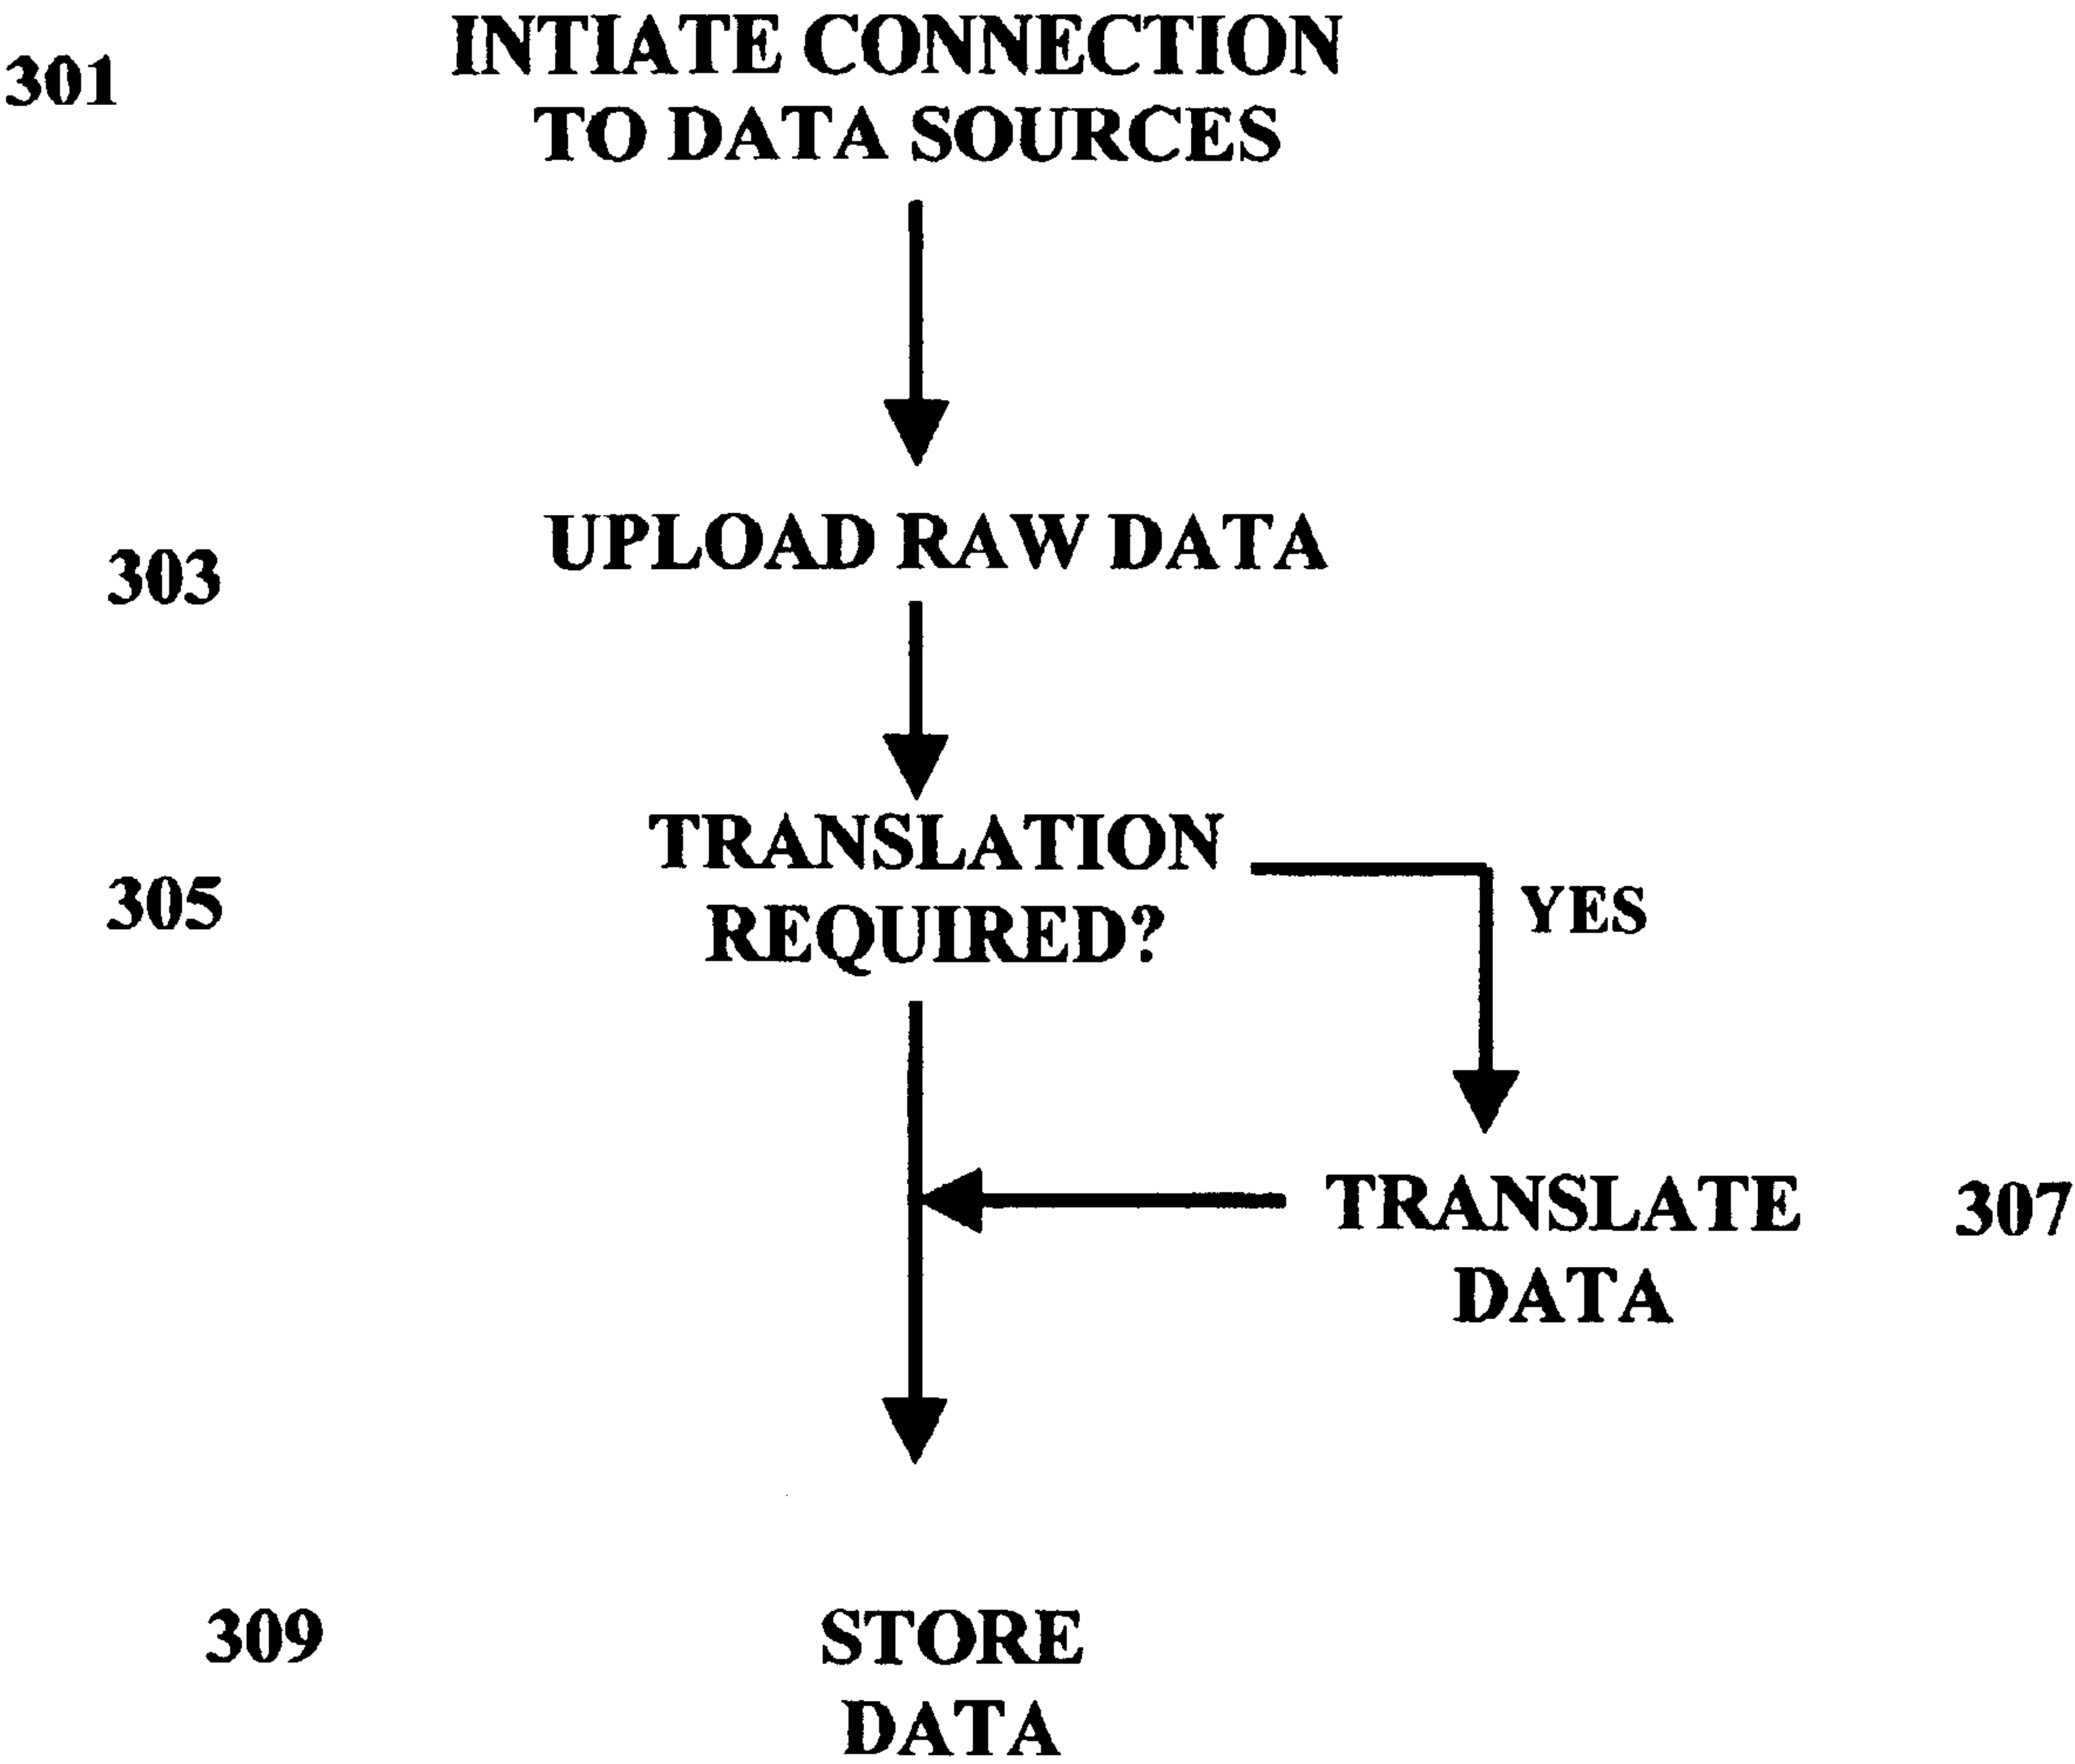 301
INTIATE CONNECTION
TO DATA SOURCES
303
UPLOAD RAW DATA
305
TRANSLATION
REQUIRED?
YES
TRANSLATE
DATA
307
309
STORE
DATA